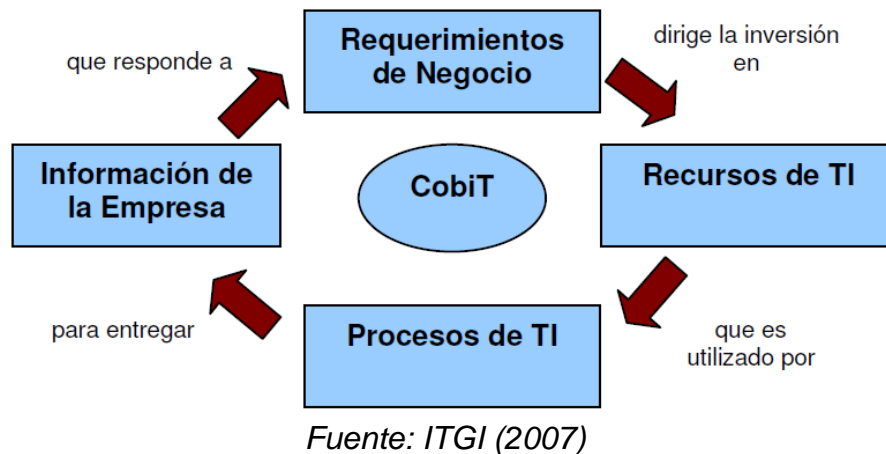 Requerimientos
de Negocio
que responde a
dirige la inversión
en
Información de
la Empresa
CobiT
Recursos de TI
para entregar
Procesos de TI
que es
utilizado por
Fuente: ITGI (2007)